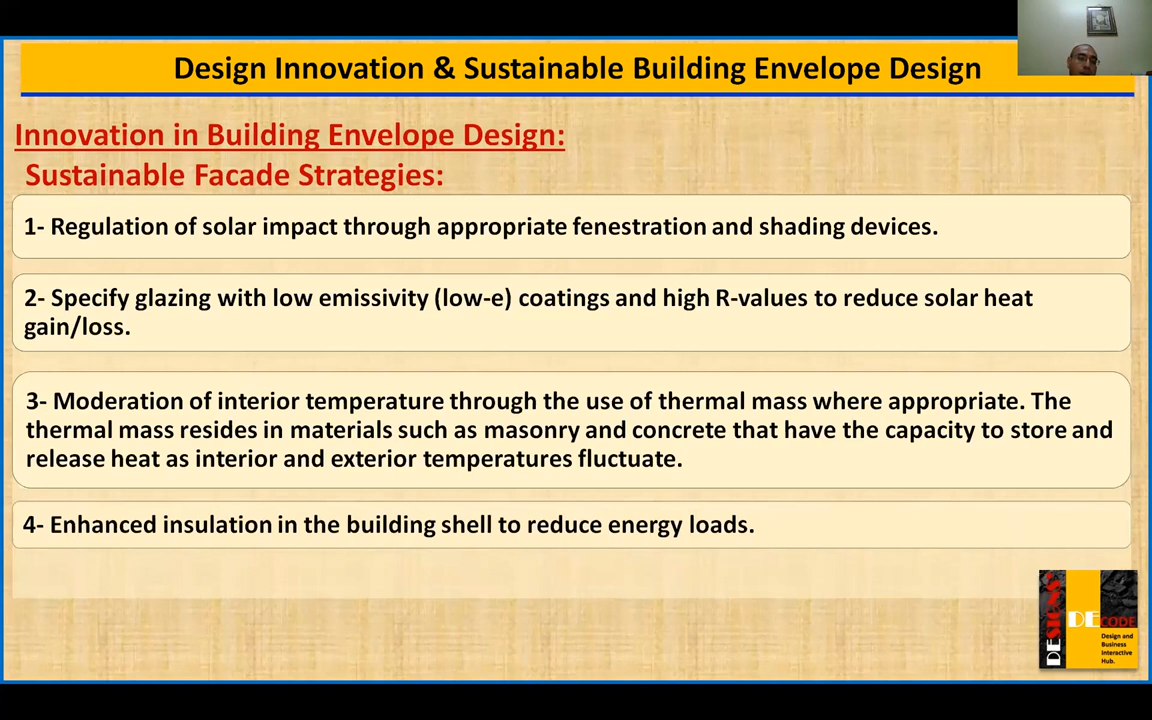 Design Innovation & Sustainable Building Envelope Design
Innovation in Building Envelope Design:
Sustainable Facade Strategies:
1- Regulation of solar impact through appropriate fenestration and shading devices.
2- Specify glazing with low emissivity (low-e) coatings and high R-values to reduce solar heat
gain/loss.
3- Moderation of interior temperature through the use of thermal mass where appropriate. The
thermal mass resides in materials such as masonry and concrete that have the capacity to store and
release heat as interior and exterior temperatures fluctuate.
4- Enhanced insulation in the building shell to reduce energy loads.
DESIGNS
DECODE
Design and
Business
Interactive
Hub.